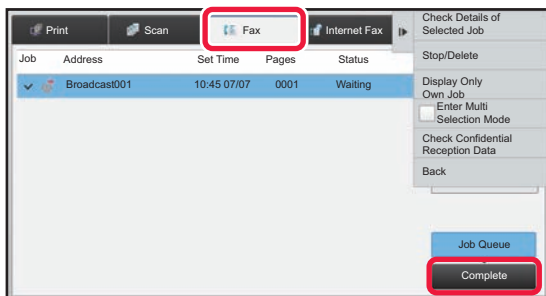 Print Scan Fax Internet Fax
Job Address Set Time Pages Status
Broadcast001 10:45 07/07 0001 Waiting
Check Details of
Selected Job
Stop/Delete
Display Only
Own Job
Enter Multi
Selection Mode
Check Confidential
Reception Data
Back
Job Queue
Complete